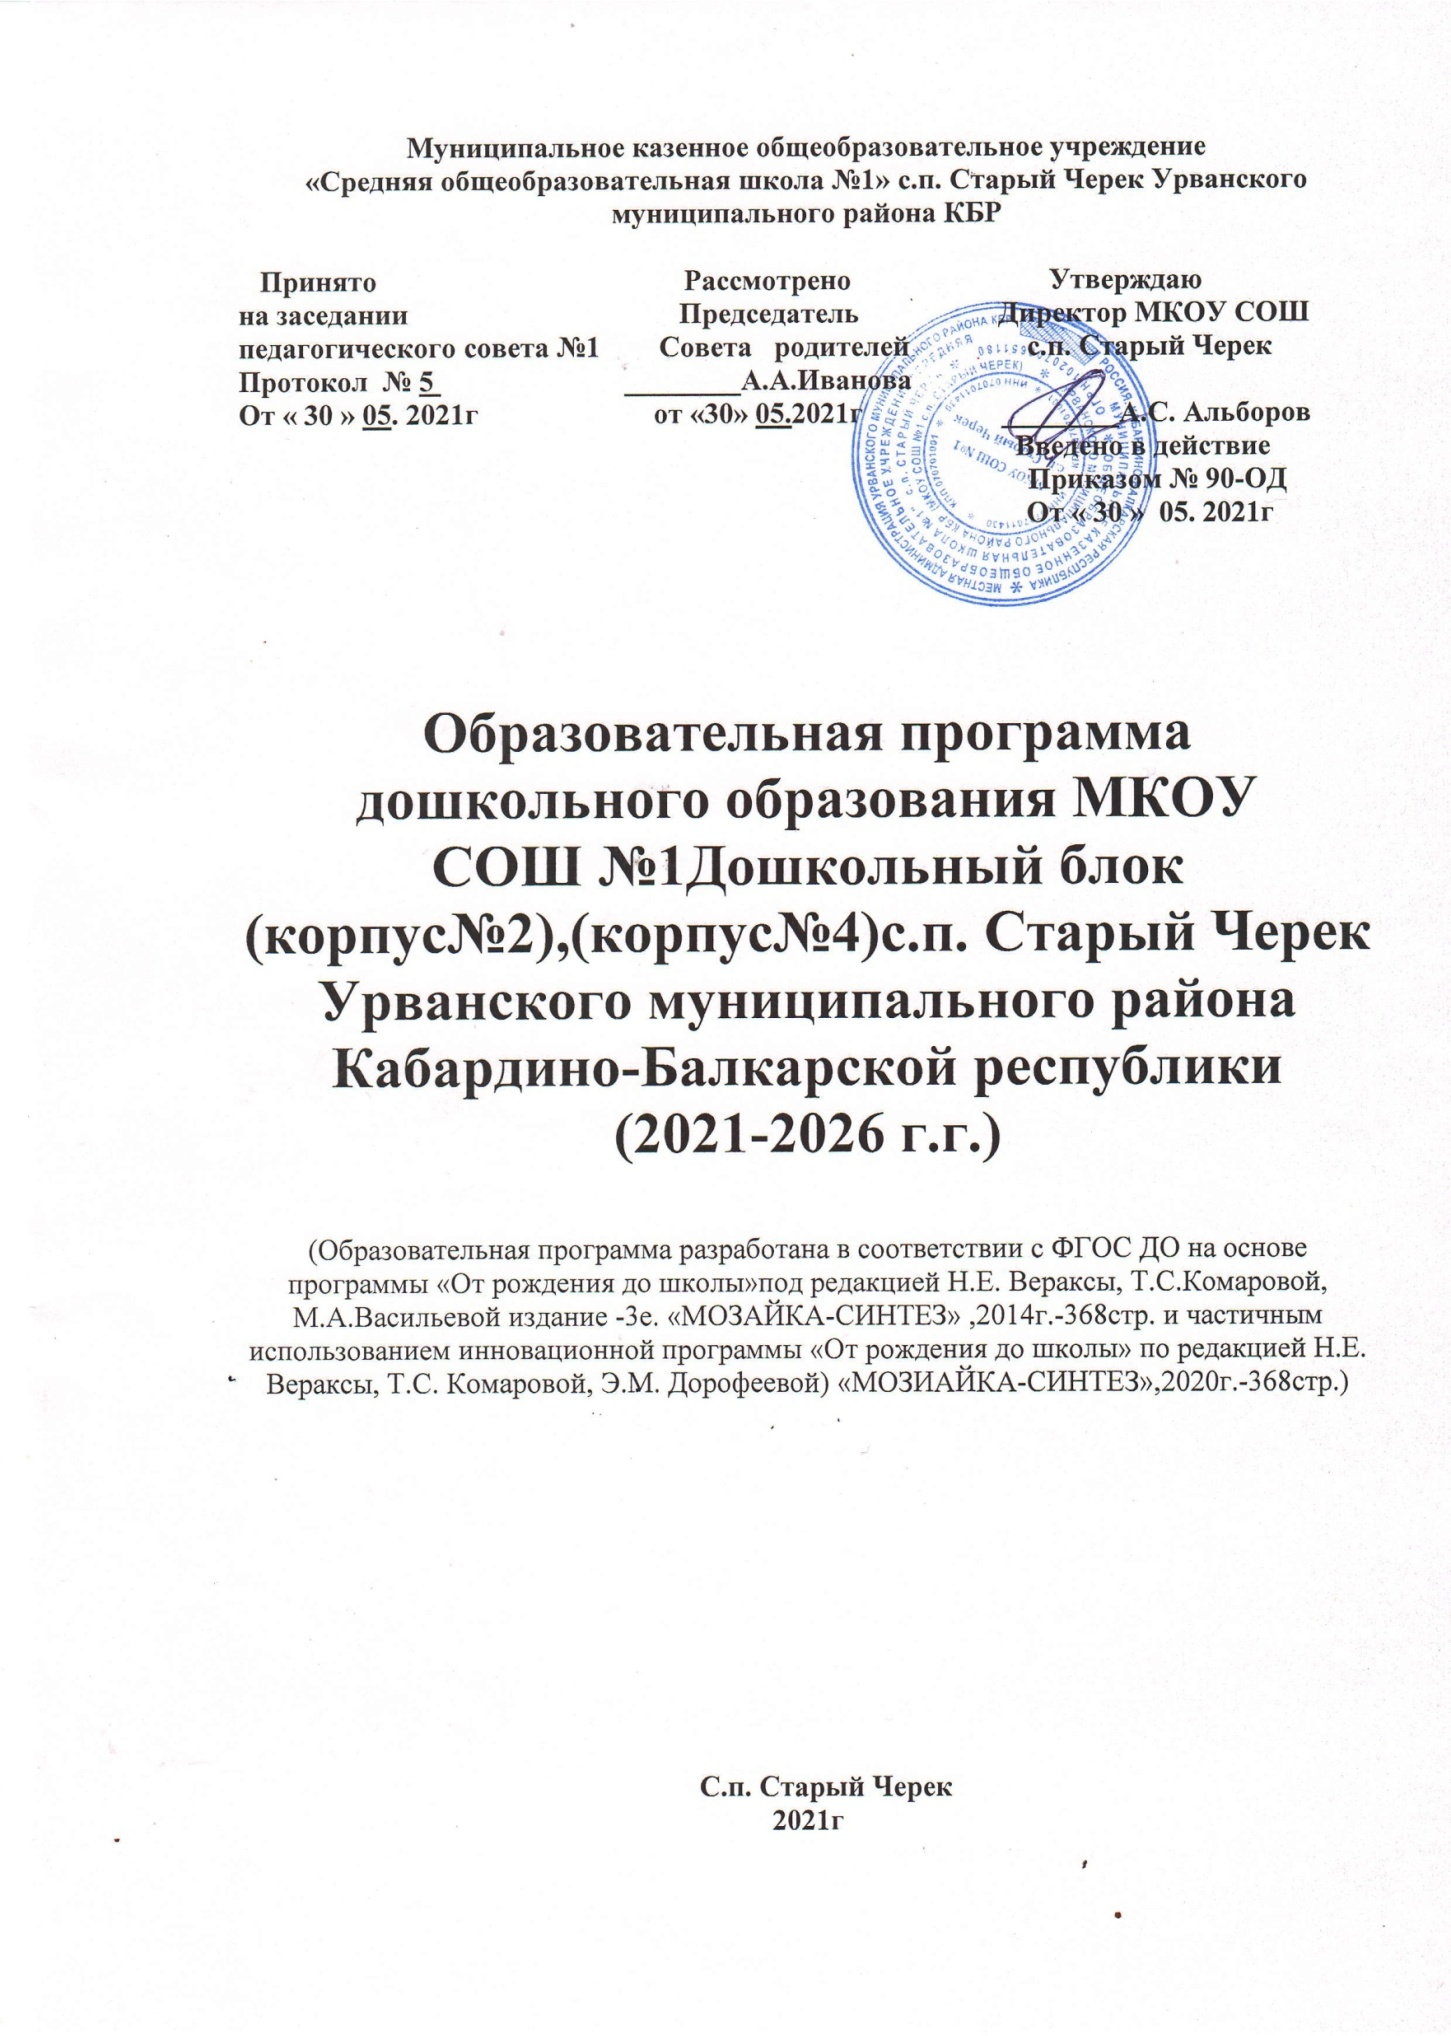 Муниципальное казенное общеобразовательное учреждение
«Средняя общеобразовательная школа №1» с.п. Старый Черек Урванского
муниципального района КБР
Принято
на заседании
педагогического совета №1
Протокол № 5
От « 30 » 05. 2021г
Рассмотрено
Председатель
Совета родителей
________А.А.Иванова
от «30» 05.2021г
Утверждаю
Директор МКОУ СОШ
с.п. Старый Черек
________А.С. Альборов
Введено в действие
Приказом № 90-ОД
От « 30 » 05. 2021г
Образовательная программа
дошкольного образования МКОУ
СОШ №1Дошкольный блок
(корпус№2),(корпус№4)с.п. Старый Черек
Урванского муниципального района
Кабардино-Балкарской республики
(2021-2026 г.г.)
(Образовательная программа разработана в соответствии с ФГОС ДО на основе
программы «От рождения до школы»под редакцией Н.Е. Вераксы, Т.С.Комаровой,
М.А.Васильевой издание -3е. «МОЗАЙКА-СИНТЕЗ» ,2014г.-368стр. и частичным
использованием инновационной программы «От рождения до школы» по редакцией Н.Е.
Вераксы, Т.С. Комаровой, Э.М. Дорофеевой) «МОЗИАЙКА-СИНТЕЗ»,2020г.-368стр.)
С.п. Старый Черек
2021г